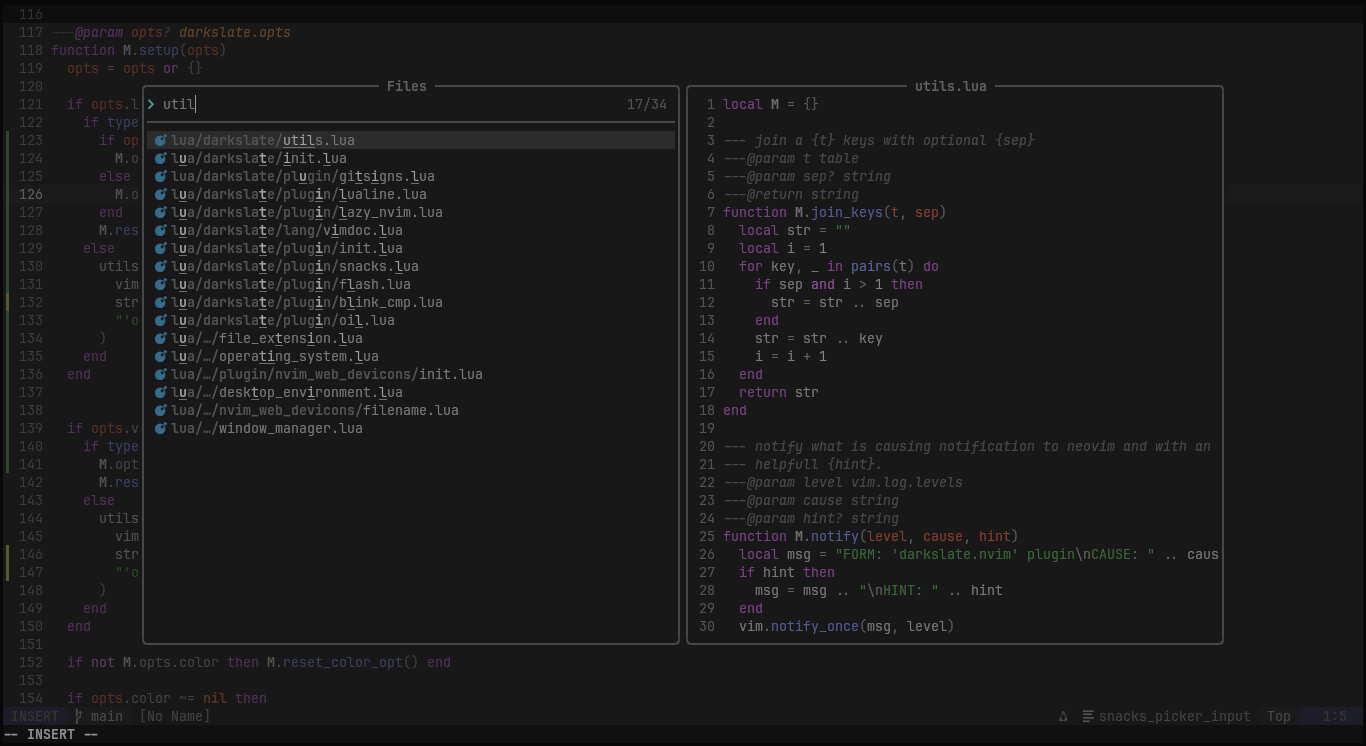 116
117 ---@param opts? darkslate.opts
118 function M.setup(opts)
119 opts = opts or {}
120
121 if opts.l
122 if type
123 if op
124 M.o
125 else
126 M.o
127 end
128 M.res
129 else
130 utils
131 vim
132 str
133 "'o
134 )
135 end
136 end
137
138
139 if opts.v
140 if type
141 M.opt
142 M.res
143 else
144 utils
145 vim
146 str
147 "'o
148 )
149 end
150 end
151
152 if not M.opts.color then M.reset_color_opt() end
153
154 if opts.color ~= nil then
Files
util 17/34
lua/darkslate/utils.lua
lua/darkslate/init.lua
lua/darkslate/plugin/gitsigns.lua
lua/darkslate/plugin/lualine.lua
lua/darkslate/plugin/lazy_nvim.lua
lua/darkslate/lang/vimdoc.lua
lua/darkslate/plugin/init.lua
lua/darkslate/plugin/snacks.lua
lua/darkslate/plugin/flash.lua
lua/darkslate/plugin/blink_cmp.lua
lua/darkslate/plugin/oil.lua
lua/…/file_extension.lua
lua/…/operating_system.lua
lua/…/plugin/nvim_web_devicons/init.lua
lua/…/desktop_environment.lua
lua/…/nvim_web_devicons/filename.lua
lua/…/window_manager.lua
utils.lua
1 local M = {}
2
3 --- join a {t} keys with optional {sep}
4 ---@param t table
5 ---@param sep? string
6 ---@return string
7 function M.join_keys(t, sep)
8 local str = ""
9 local i = 1
10 for key, _ in pairs(t) do
11 if sep and i > 1 then
12 str = str .. sep
13 end
14 str = str .. key
15 i = i + 1
16 end
17 return str
18 end
19
20 --- notify what is causing notification to neovim and with an
21 --- helpfull {hint}.
22 ---@param level vim.log.levels
23 ---@param cause string
24 ---@param hint? string
25 function M.notify(level, cause, hint)
26 local msg = "FORM: 'darkslate.nvim' plugin\nCAUSE: " .. caus
27 if hint then
28 msg = msg .. "\nHINT: " .. hint
29 end
30 vim.notify_once(msg, level)
INSERT main [No Name] snacks_picker_input Top 1:5
-- INSERT --